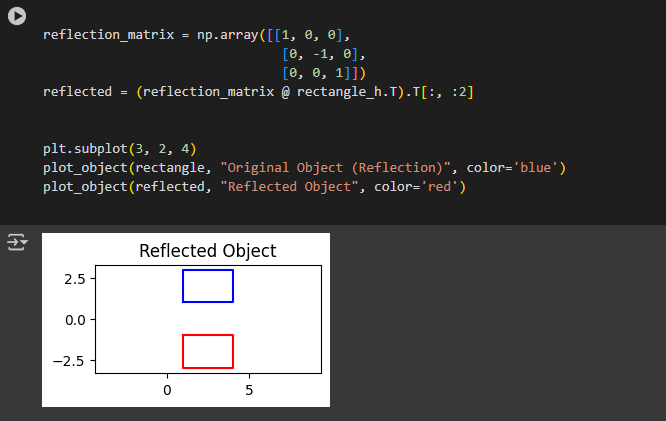 reflection_matrix = np.array([[1, 0, 0],
                              [0, -1, 0],
                              [0, 0, 1]])
reflected = (reflection_matrix @ rectangle_h.T).T[:, :2]
plt.subplot(3, 2, 4)
plot_object(rectangle, "Original Object (Reflection)", color='blue')
plot_object(reflected, "Reflected Object", color='red')
Reflected Object
2.5
0.0
−2.5
0 5